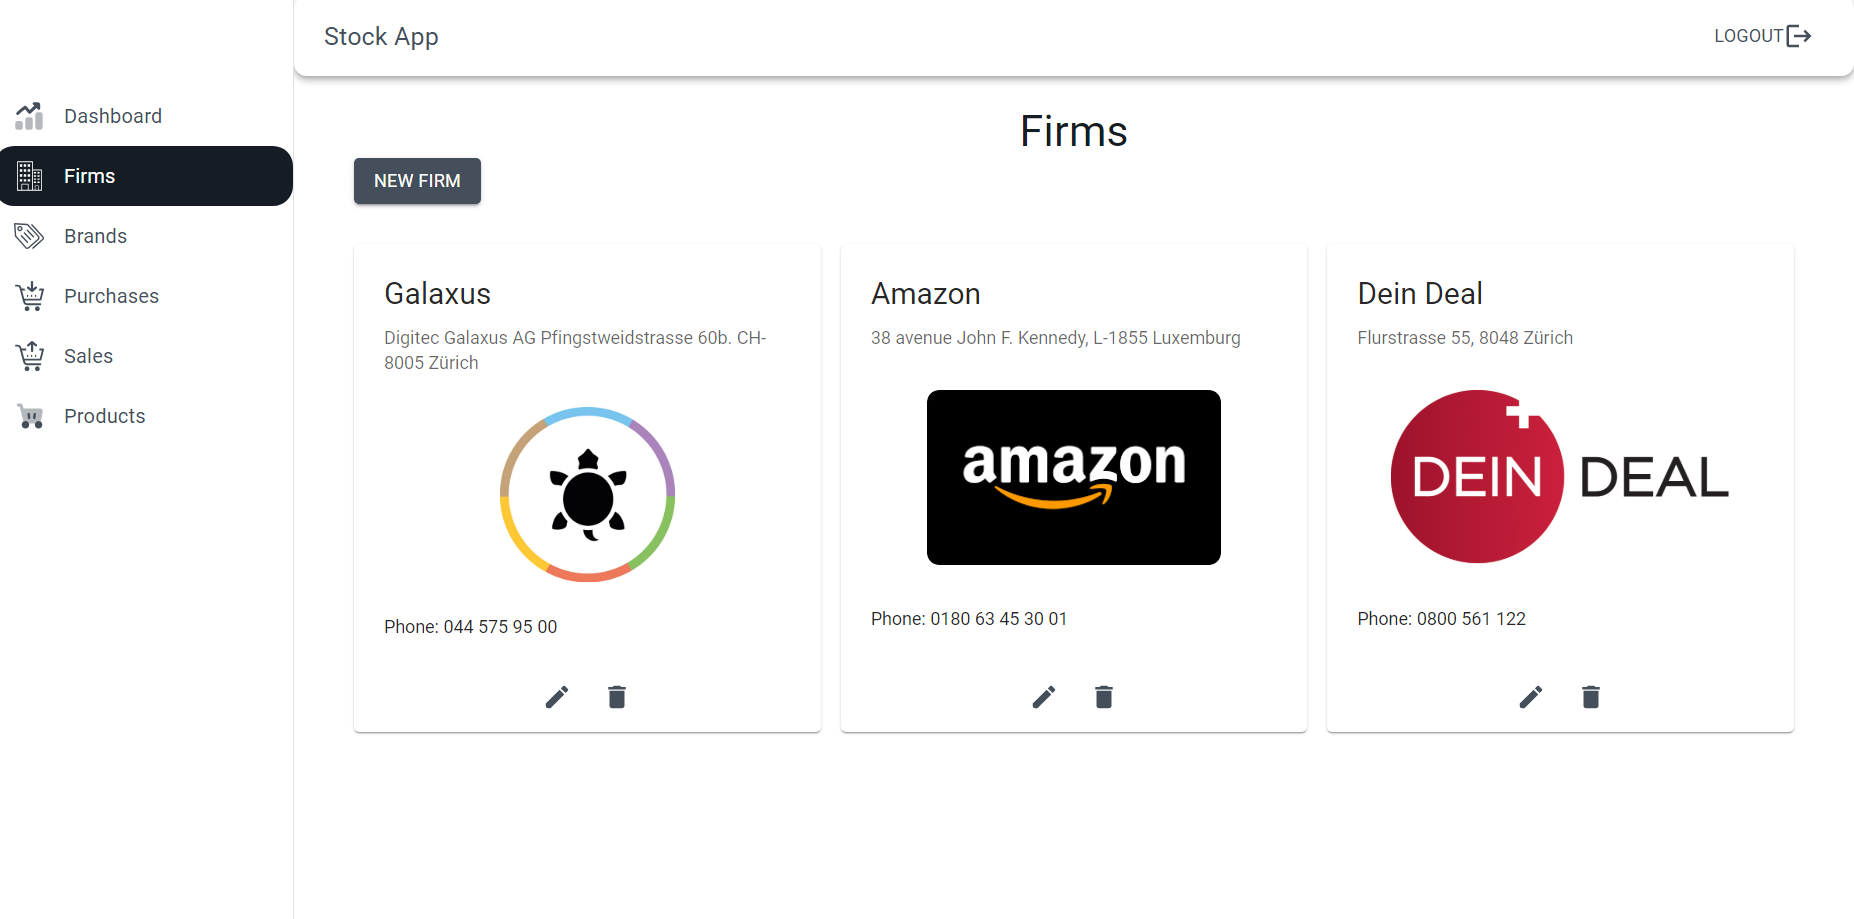 Stock App
LOGOUT
Dashboard
Firms
Brands
Purchases
Sales
Products
Firms
NEW FIRM
Galaxus
Digitec Galaxus AG Pfingstweidstrasse 60b. CH-
8005 Zürich
Phone: 044 575 95 00
Amazon
38 avenue John F. Kennedy, L-1855 Luxemburg
amazon
Phone: 0180 63 45 30 01
Dein Deal
Flurstrasse 55, 8048 Zürich
DEIN DEAL
Phone: 0800 561 122